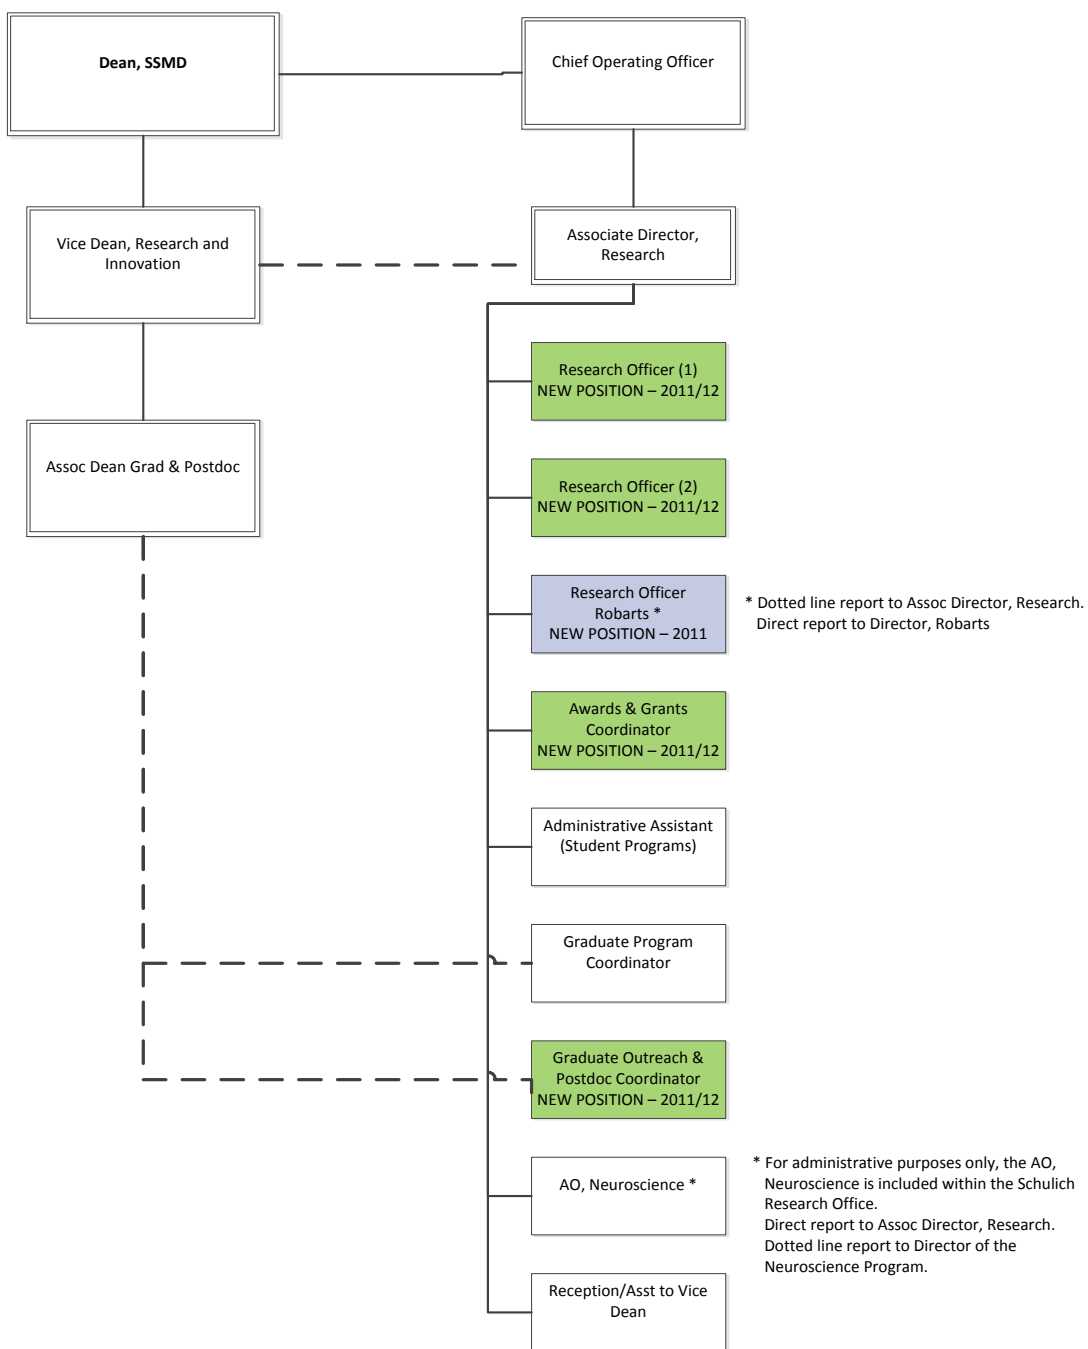 Dean, SSMD
Chief Operating Officer
Vice Dean, Research and
Innovation
Associate Director,
Research
Research Officer (1)
NEW POSITION – 2011/12
Assoc Dean Grad & Postdoc
Research Officer (2)
NEW POSITION – 2011/12
Research Officer
Robarts *
NEW POSITION – 2011
* Dotted line report to Assoc Director, Research.
Direct report to Director, Robarts
Awards & Grants
Coordinator
NEW POSITION – 2011/12
Administrative Assistant
(Student Programs)
Graduate Program
Coordinator
Graduate Outreach &
Postdoc Coordinator
NEW POSITION – 2011/12
AO, Neuroscience *
* For administrative purposes only, the AO,
Neuroscience is included within the Schulich
Research Office.
Direct report to Assoc Director, Research.
Dotted line report to Director of the
Neuroscience Program.
Reception/Asst to Vice
Dean